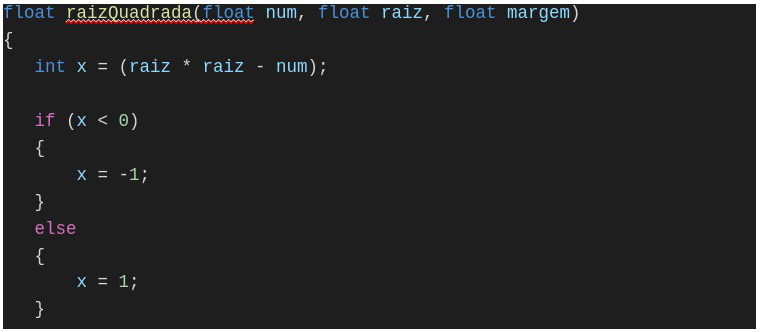 float raizQuadrada(float num, float raiz, float margem)
{
int x = (raiz * raiz - num);
if (x < 0)
{
x = -1;
}
else
{
x = 1;
}